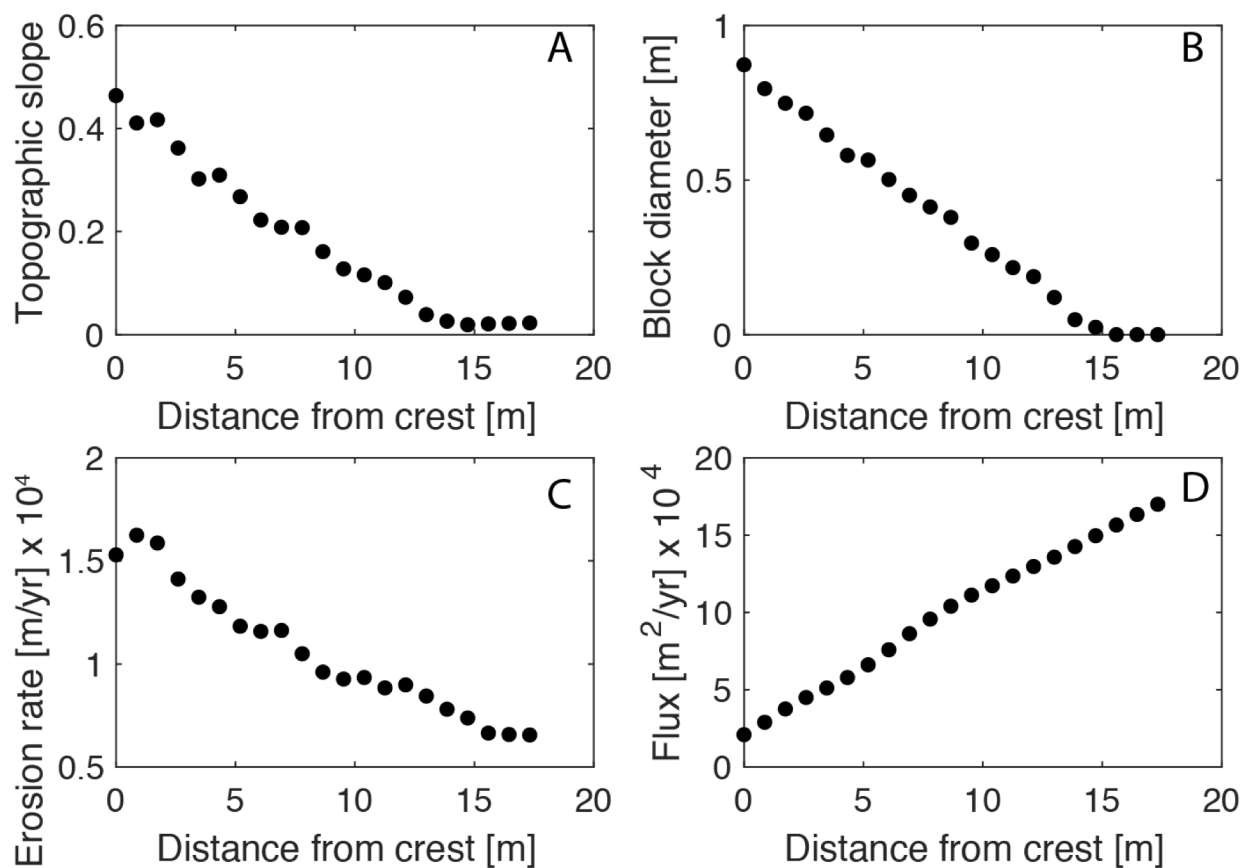 A
Topographic slope
0.6
0.4
0.2
0
0 5 10 15 20
Distance from crest [m]
B
Block diameter [m]
1
0.5
0
0 5 10 15 20
Distance from crest [m]
C
Erosion rate [m/yr] x 10⁴
2
1.5
1
0.5
0 5 10 15 20
Distance from crest [m]
D
Flux [m²/yr] x 10⁴
20
15
10
5
0
0 5 10 15 20
Distance from crest [m]